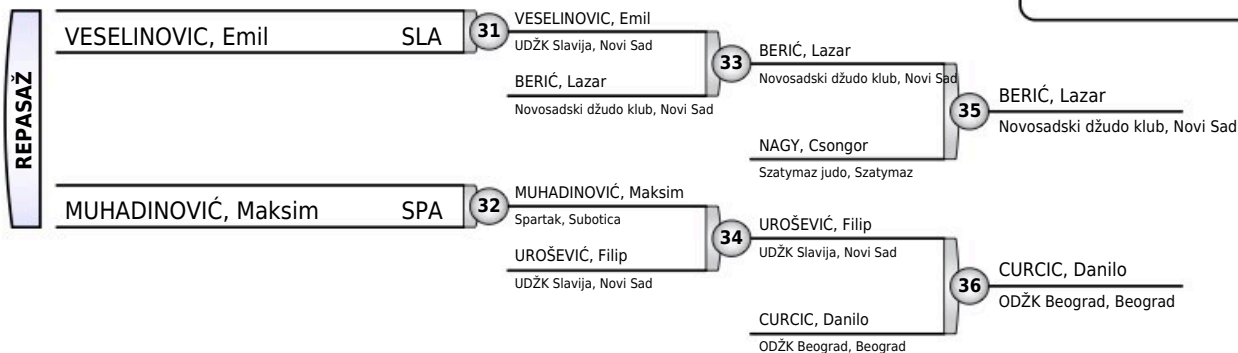 REPASAŽ
VESELINOVIC, Emil SLA
31
VESELINOVIC, Emil
UDŽK Slavija, Novi Sad
BERIĆ, Lazar
Novosadski džudo klub, Novi Sad
33
BERIĆ, Lazar
Novosadski džudo klub, Novi Sad
NAGY, Csongor
Szatymaz judo, Szatymaz
35
BERIĆ, Lazar
Novosadski džudo klub, Novi Sad
MUHADINOVIĆ, Maksim SPA
32
MUHADINOVIĆ, Maksim
Spartak, Subotica
UROŠEVIĆ, Filip
UDŽK Slavija, Novi Sad
34
UROŠEVIĆ, Filip
UDŽK Slavija, Novi Sad
CURCIC, Danilo
ODŽK Beograd, Beograd
36
CURCIC, Danilo
ODŽK Beograd, Beograd